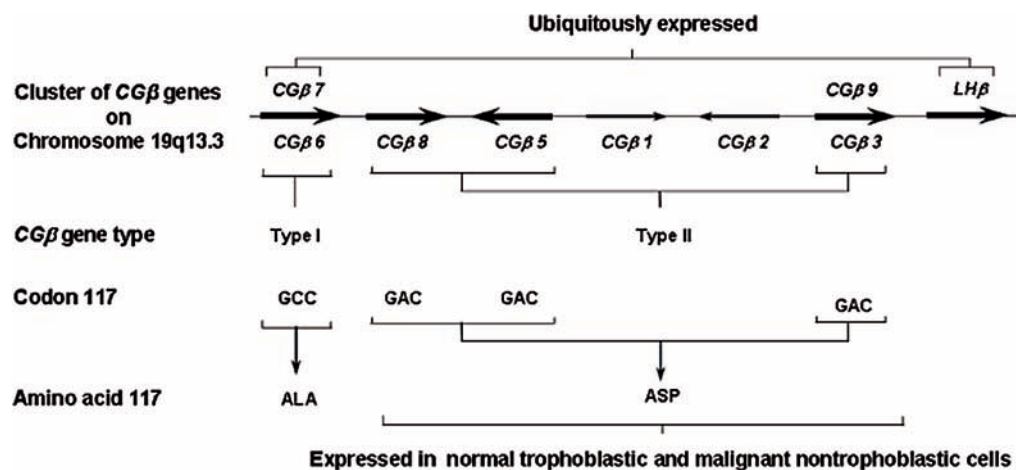 Ubiquitously expressed
Cluster of CGβ genes
on
Chromosome 19q13.3
CGβ 7 CGβ 9 LHβ
CGβ 6 CGβ 8 CGβ 5 CGβ 1 CGβ 2 CGβ 3
CGβ gene type Type I Type II
Codon 117 GCC GAC GAC GAC
Amino acid 117 ALA ASP
Expressed in normal trophoblastic and malignant nontrophoblastic cells